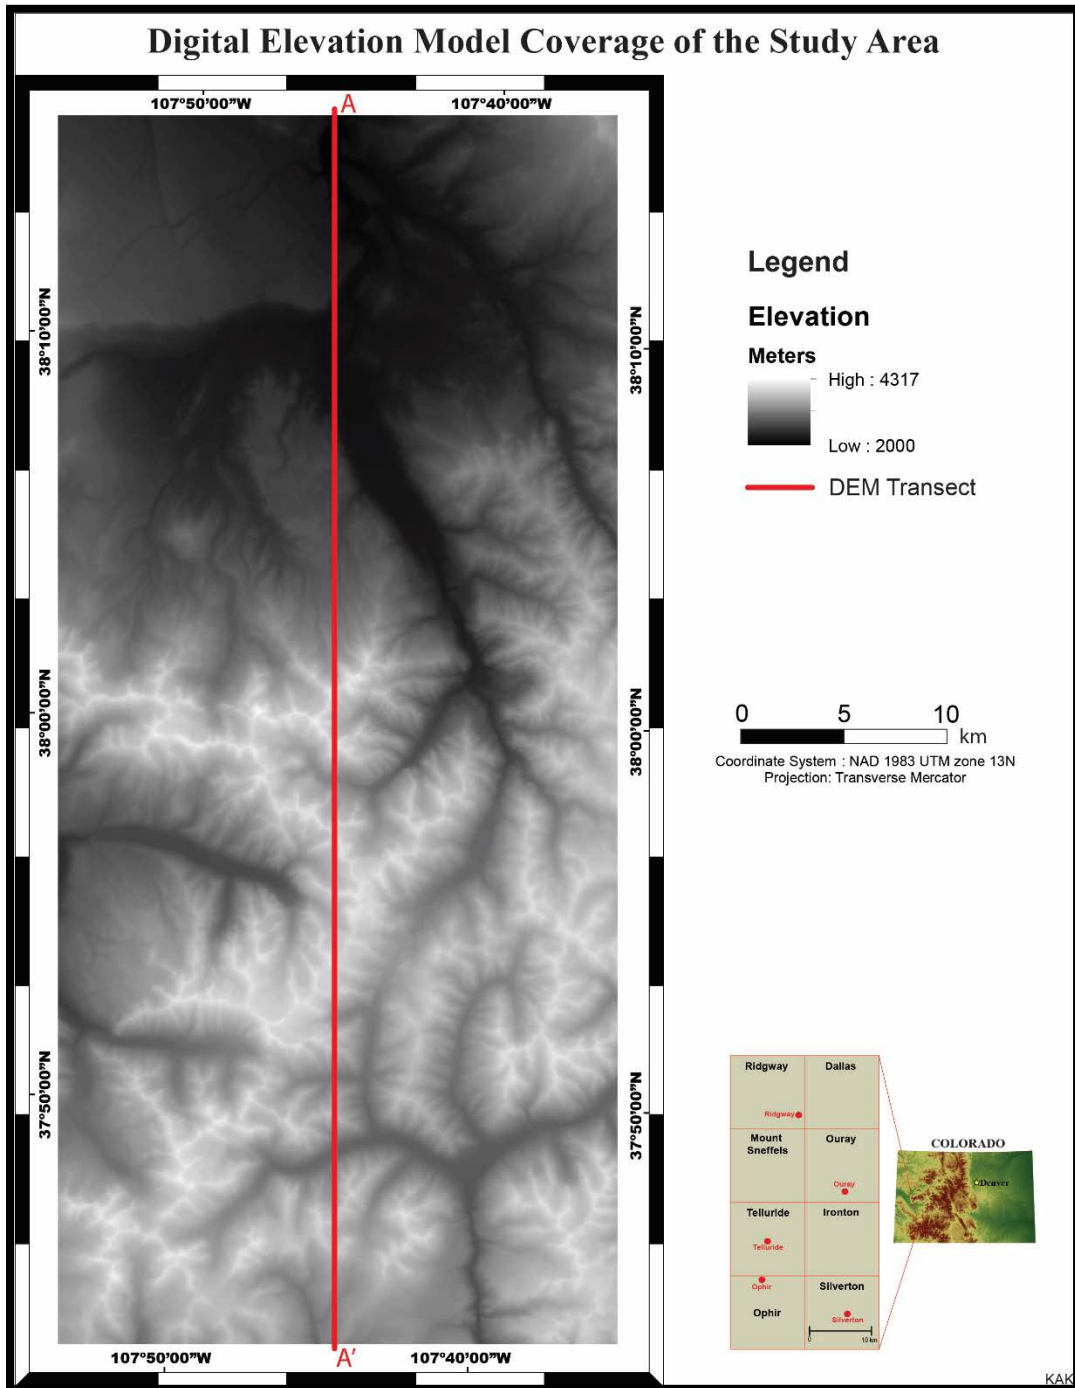 Digital Elevation Model Coverage of the Study Area
107°50'00"W
A
107°40'00"W
38°10'00"N
38°10'00"N
38°00'00"N
38°00'00"N
37°50'00"N
37°50'00"N
107°50'00"W
A'
107°40'00"W
Legend
Elevation
Meters
High : 4317
Low : 2000
DEM Transect
0 5 10
km
Coordinate System : NAD 1983 UTM zone 13N
Projection: Transverse Mercator
Ridgway
Dallas
Ridgway
Mount
Sneffels
Ouray
Ouray
Telluride
Ironton
Telluride
Ophir
Silverton
Ophir
Silverton
0 10 km
COLORADO
Denver
KAK